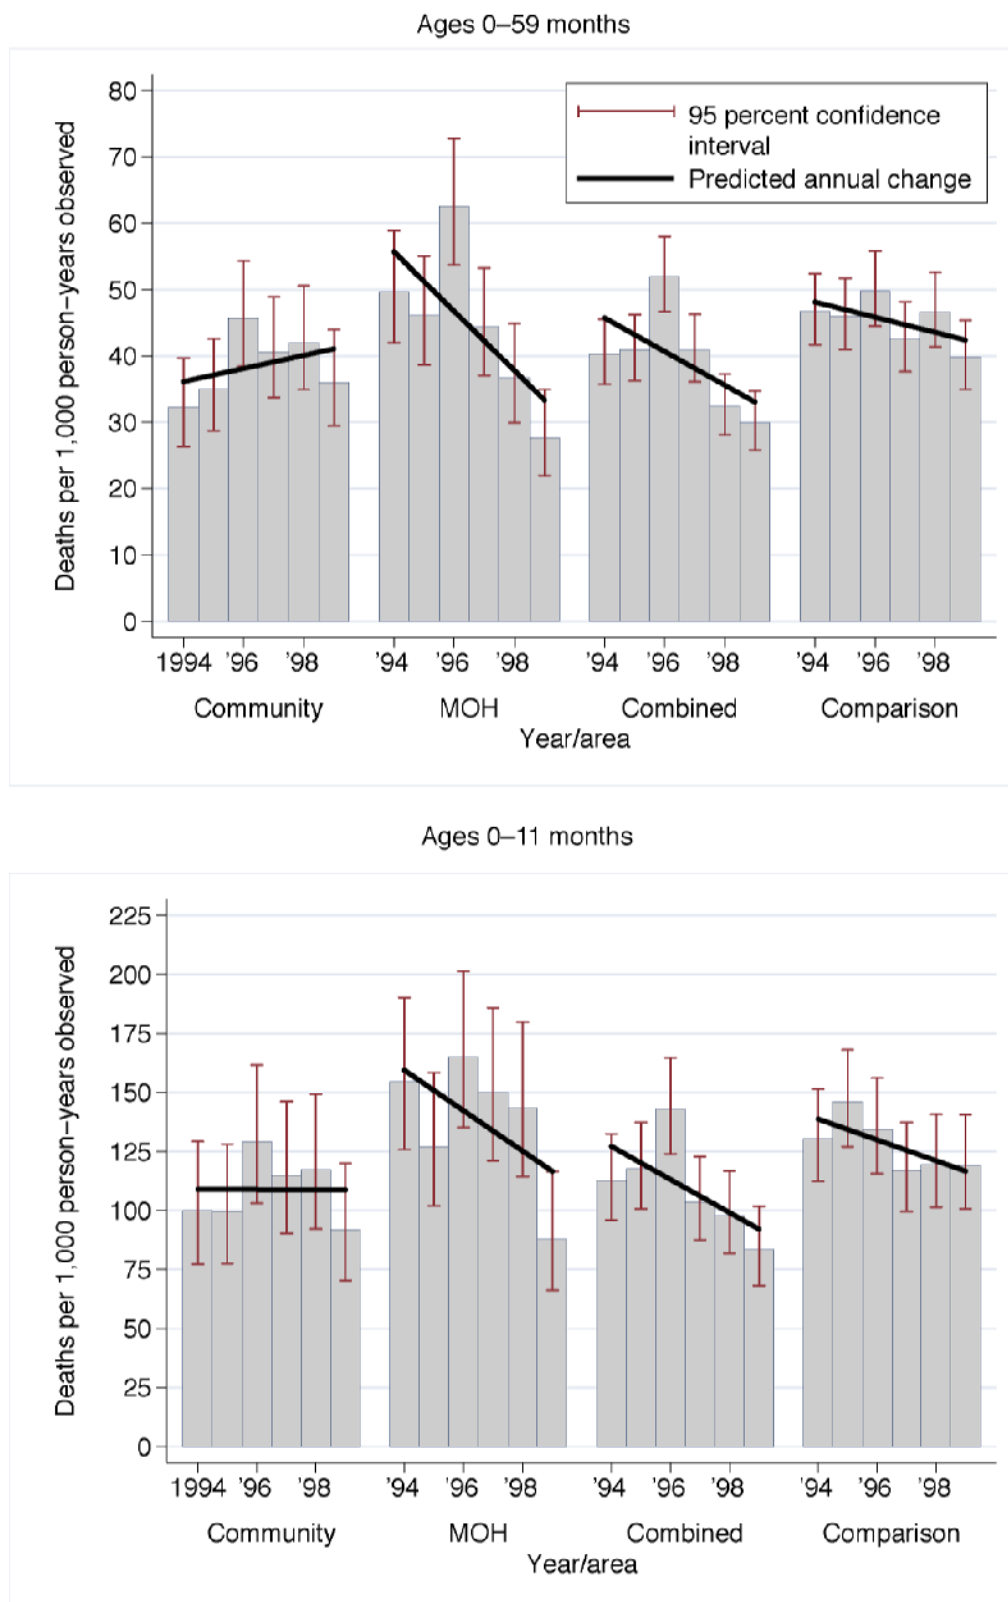 Ages 0–59 months
80
95 percent confidence
interval
Predicted annual change
70
60
50
40
30
20
10
0
Deaths per 1,000 person–years observed
1994 '96 '98 '94 '96 '98 '94 '96 '98 '94 '96 '98
Community MOH Combined Comparison
Year/area
Ages 0–11 months
225
200
175
150
125
100
75
50
25
0
Deaths per 1,000 person–years observed
1994 '96 '98 '94 '96 '98 '94 '96 '98 '94 '96 '98
Community MOH Combined Comparison
Year/area